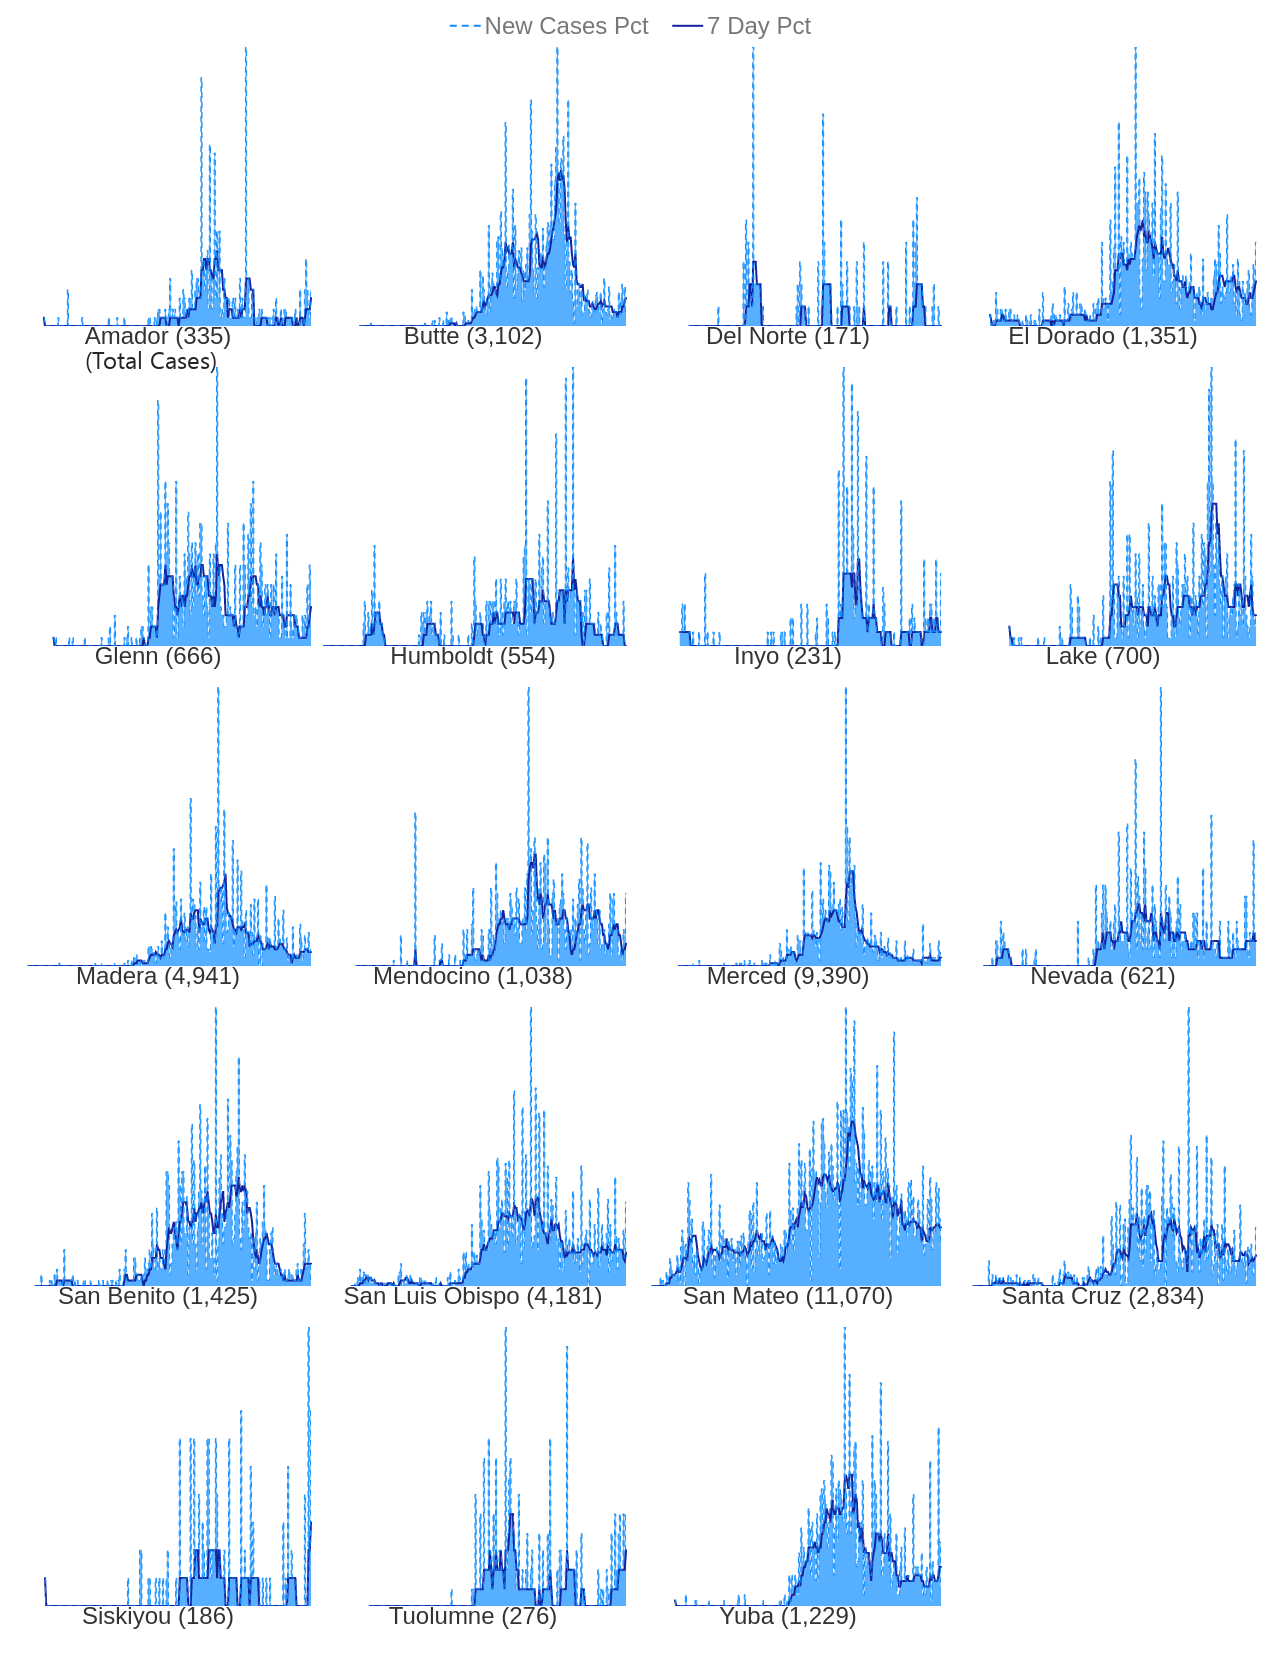 New Cases Pct 7 Day Pct
Amador (335) Butte (3,102) Del Norte (171) El Dorado (1,351)
(Total Cases)
Glenn (666) Humboldt (554) Inyo (231) Lake (700)
Madera (4,941) Mendocino (1,038) Merced (9,390) Nevada (621)
San Benito (1,425) San Luis Obispo (4,181) San Mateo (11,070) Santa Cruz (2,834)
Siskiyou (186) Tuolumne (276) Yuba (1,229)